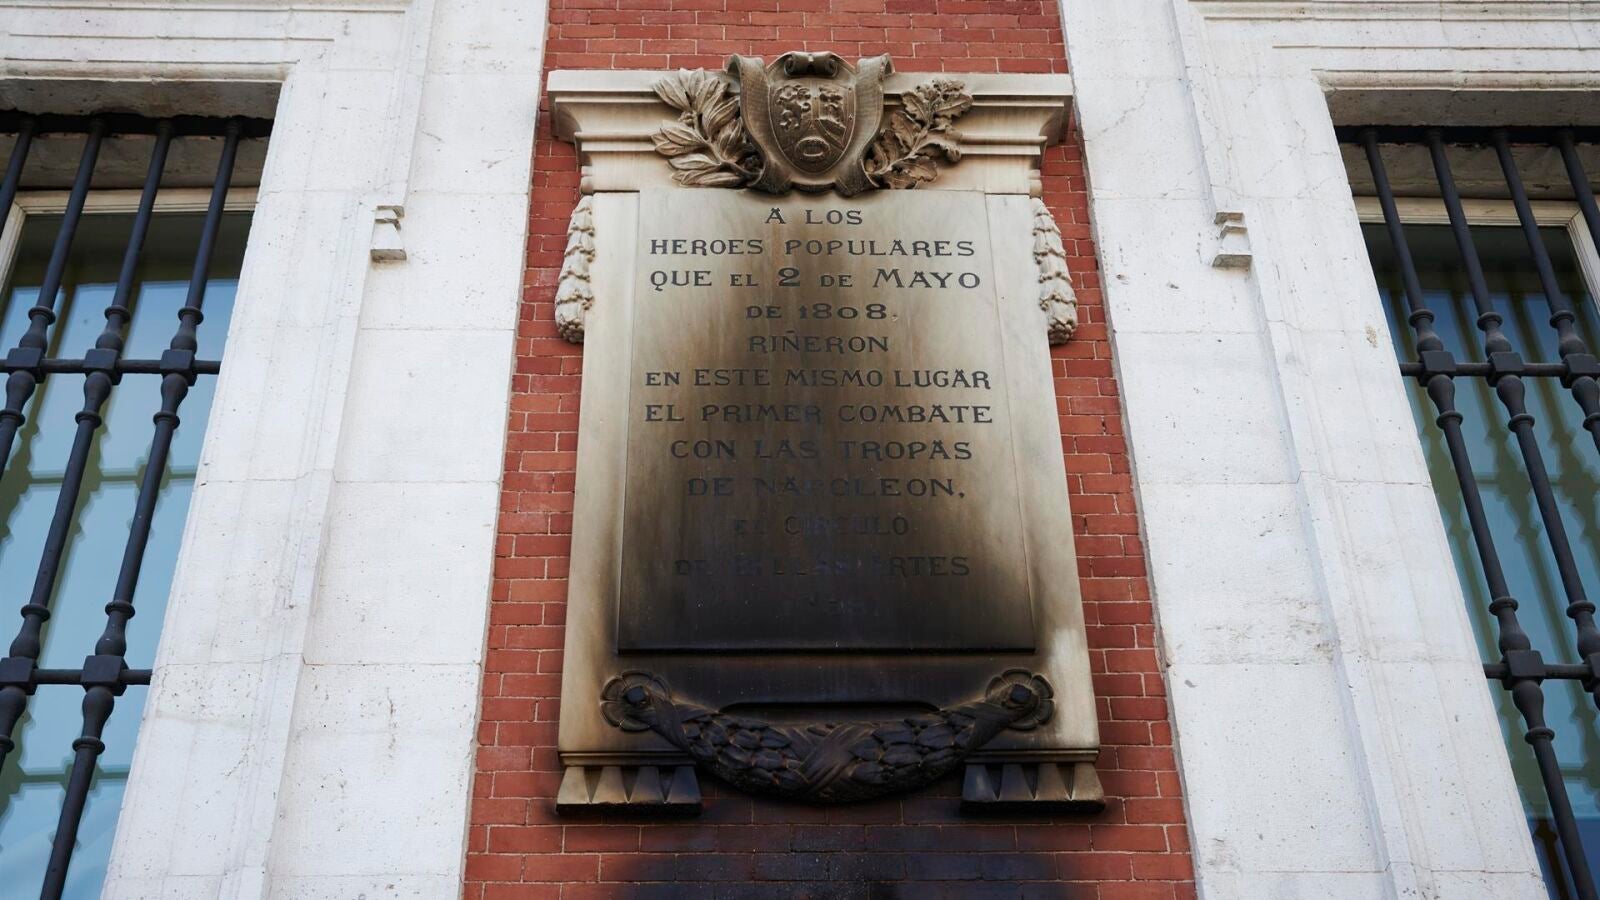 A LOS
HEROES POPULARES
QUE EL 2 DE MAYO
DE 1808.
RIÑERON
EN ESTE MISMO LUGAR
EL PRIMER COMBATE
CON LAS TROPAS
DE NAPOLEON.
EL CIRCULO
DE BELLAS ARTES